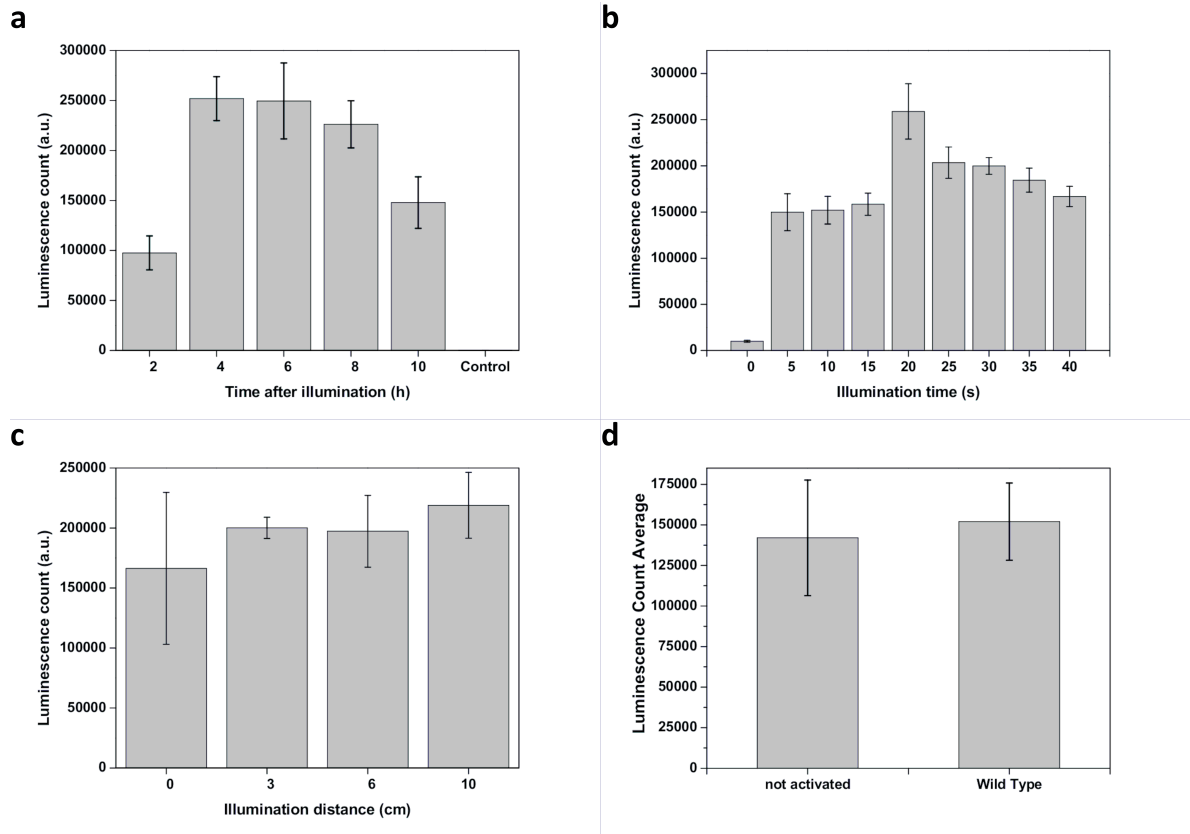 a
300000
250000
200000
150000
100000
50000
0
Luminescence count (a.u.)
2 4 6 8 10 Control
Time after illumination (h)
b
300000
250000
200000
150000
100000
50000
0
Luminescence count (a.u.)
0 5 10 15 20 25 30 35 40
Illumination time (s)
c
250000
200000
150000
100000
50000
0
Luminescence count (a.u.)
0 3 6 10
Illumination distance (cm)
d
175000
150000
125000
100000
75000
50000
25000
0
Luminescence Count Average
not activated Wild Type